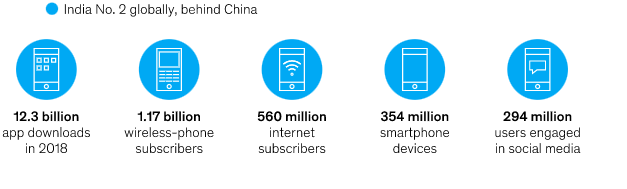 India No. 2 globally, behind China
12.3 billion
app downloads
in 2018
1.17 billion
wireless-phone
subscribers
560 million
internet
subscribers
354 million
smartphone
devices
294 million
users engaged
in social media